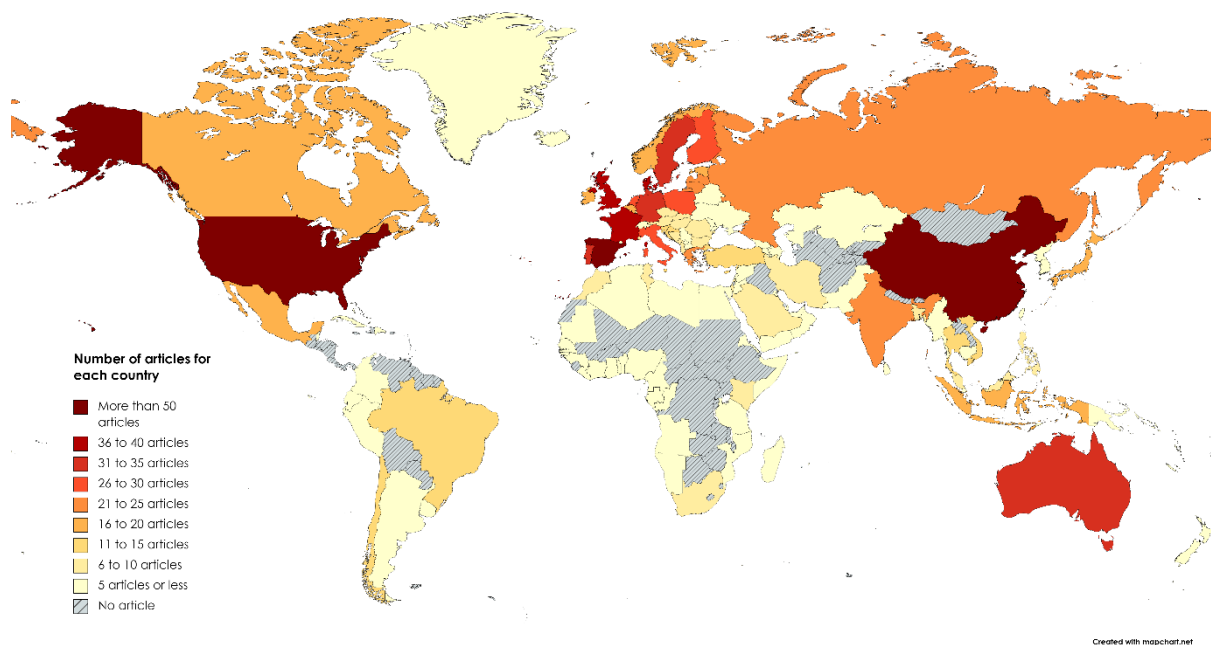 Number of articles for
each country
More than 50
articles
36 to 40 articles
31 to 35 articles
26 to 30 articles
21 to 25 articles
16 to 20 articles
11 to 15 articles
6 to 10 articles
5 articles or less
No article
Created with mapchart.net